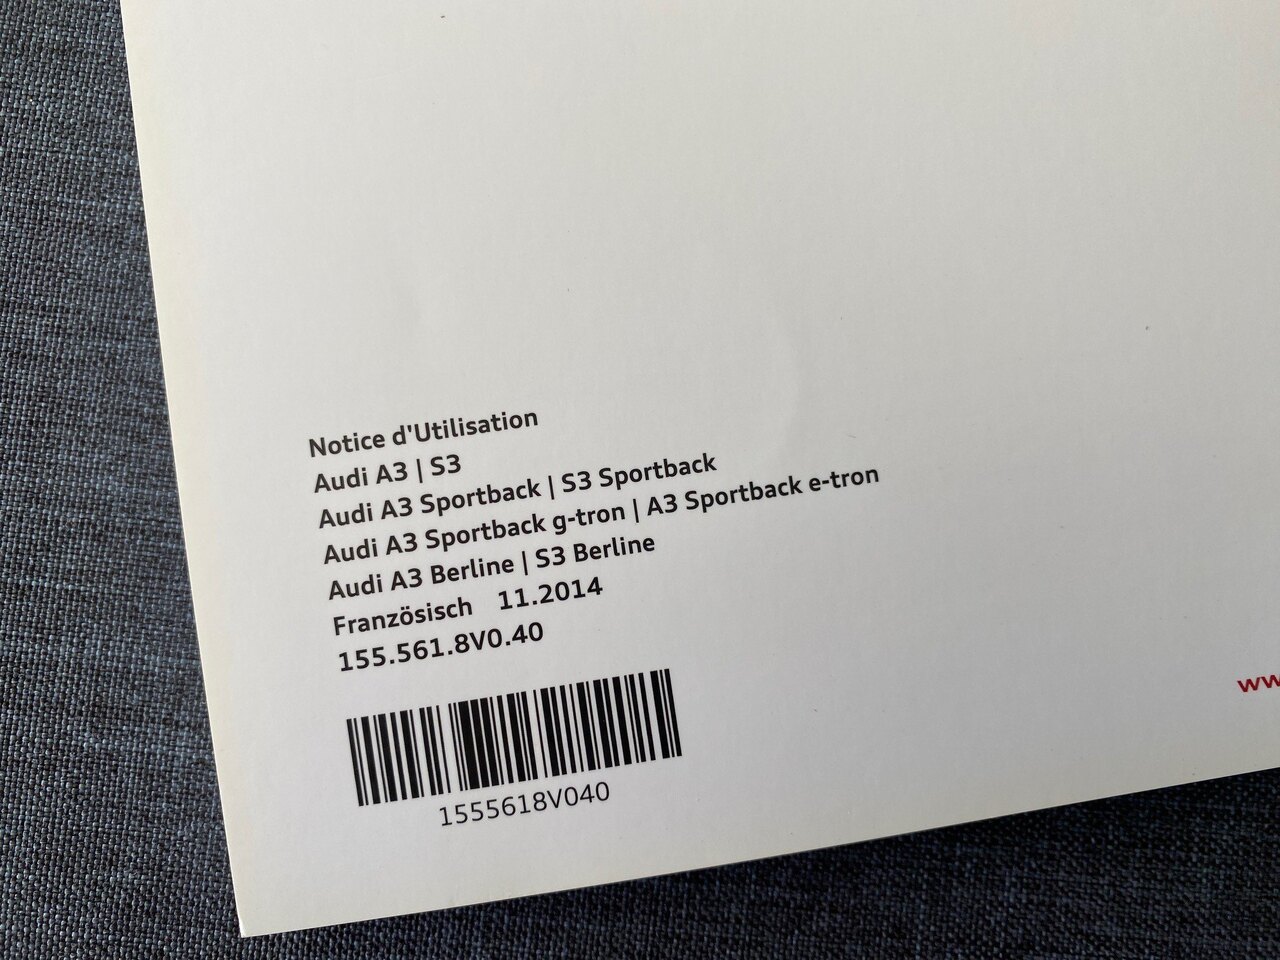 Notice d'Utilisation
Audi A3 | S3
Audi A3 Sportback | S3 Sportback
Audi A3 Sportback g-tron | A3 Sportback e-tron
Audi A3 Berline | S3 Berline
Französisch 11.2014
155.561.8V0.40
1555618V040